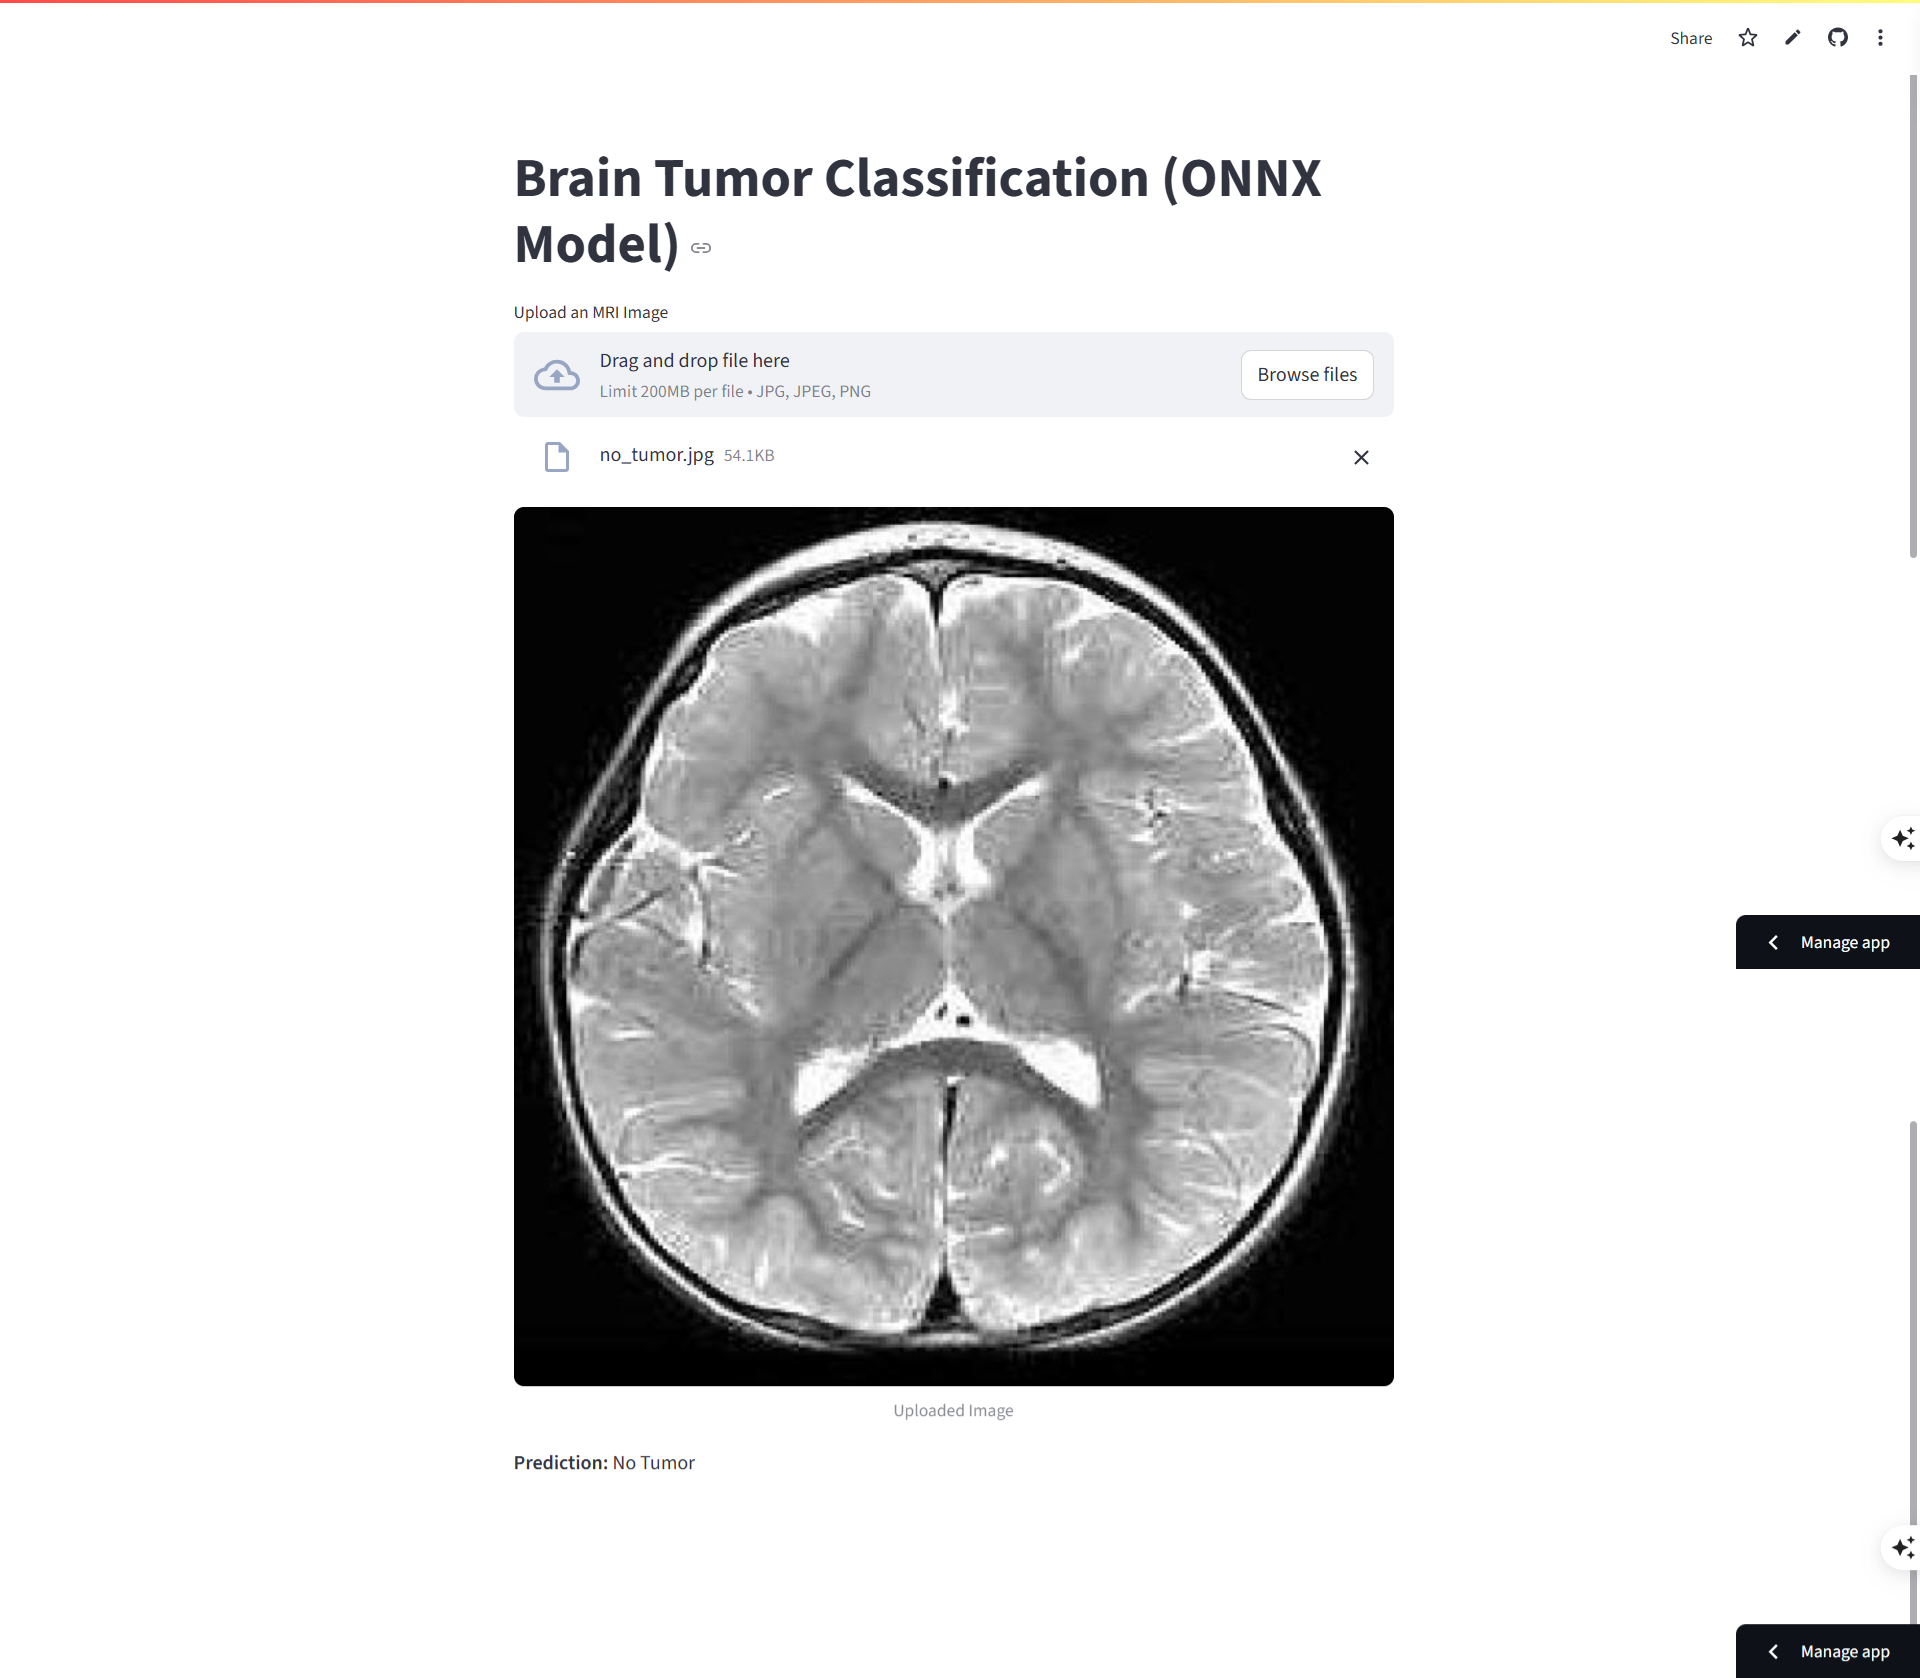 Share
Brain Tumor Classification (ONNX
Model)
Upload an MRI Image
Drag and drop file here
Limit 200MB per file • JPG, JPEG, PNG
Browse files
no_tumor.jpg 54.1KB
Manage app
Uploaded Image
Prediction: No Tumor
Manage app